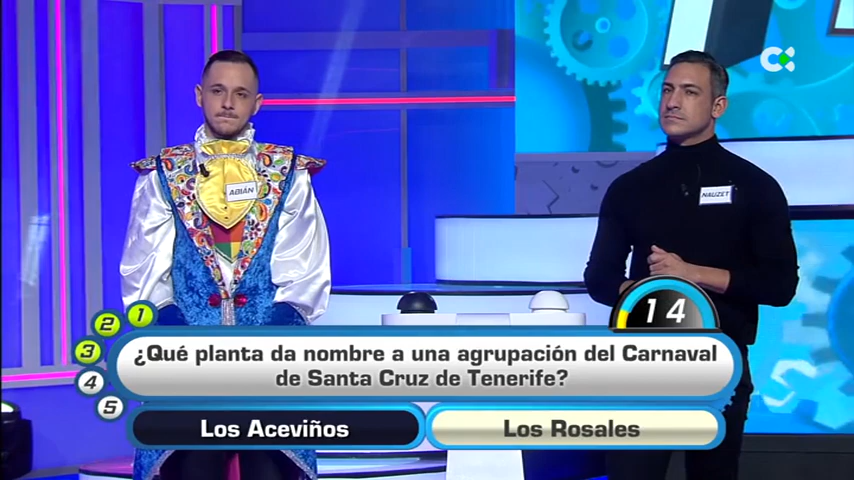 ADIÁN
NAUZET
14
1
2
3
4
5
¿Qué planta da nombre a una agrupación del Carnaval
de Santa Cruz de Tenerife?
Los Aceviños
Los Rosales